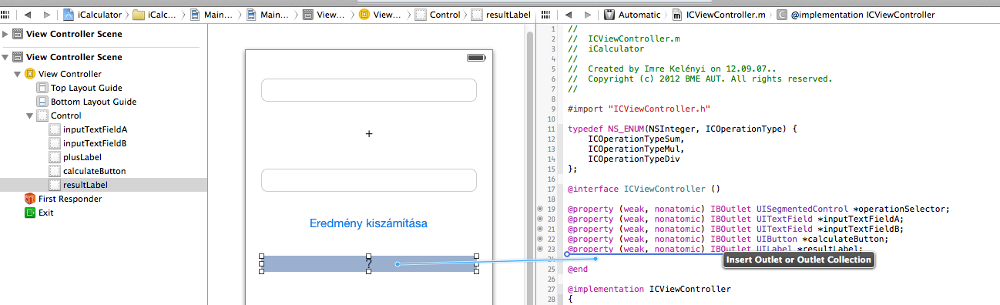 iCalculator iCalc... Main... Main... View... View... Control resultLabel
Automatic ICViewController.m @implementation ICViewController
View Controller Scene
View Controller Scene
View Controller
Top Layout Guide
Bottom Layout Guide
Control
inputTextFieldA
inputTextFieldB
plusLabel
calculateButton
resultLabel
First Responder
Exit
+
Eredmény kiszámítása
?
1 //
2 // ICViewController.m
3 // iCalculator
4 //
5 // Created by Imre Kelényi on 12.09.07..
6 // Copyright (c) 2012 BME AUT. All rights reserved.
7 //
8
9 #import "ICViewController.h"
10
11 typedef NS_ENUM(NSInteger, ICOperationType) {
12 ICOperationTypeSum,
13 ICOperationTypeMul,
14 ICOperationTypeDiv
15 };
16
17 @interface ICViewController ()
18
19 @property (weak, nonatomic) IBOutlet UISegmentedControl *operationSelector;
20 @property (weak, nonatomic) IBOutlet UITextField *inputTextFieldA;
21 @property (weak, nonatomic) IBOutlet UITextField *inputTextFieldB;
22 @property (weak, nonatomic) IBOutlet UIButton *calculateButton;
23 @property (weak, nonatomic) IBOutlet UILabel *resultLabel;
24
Insert Outlet or Outlet Collection
25 @end
26
27 @implementation ICViewController
28 {